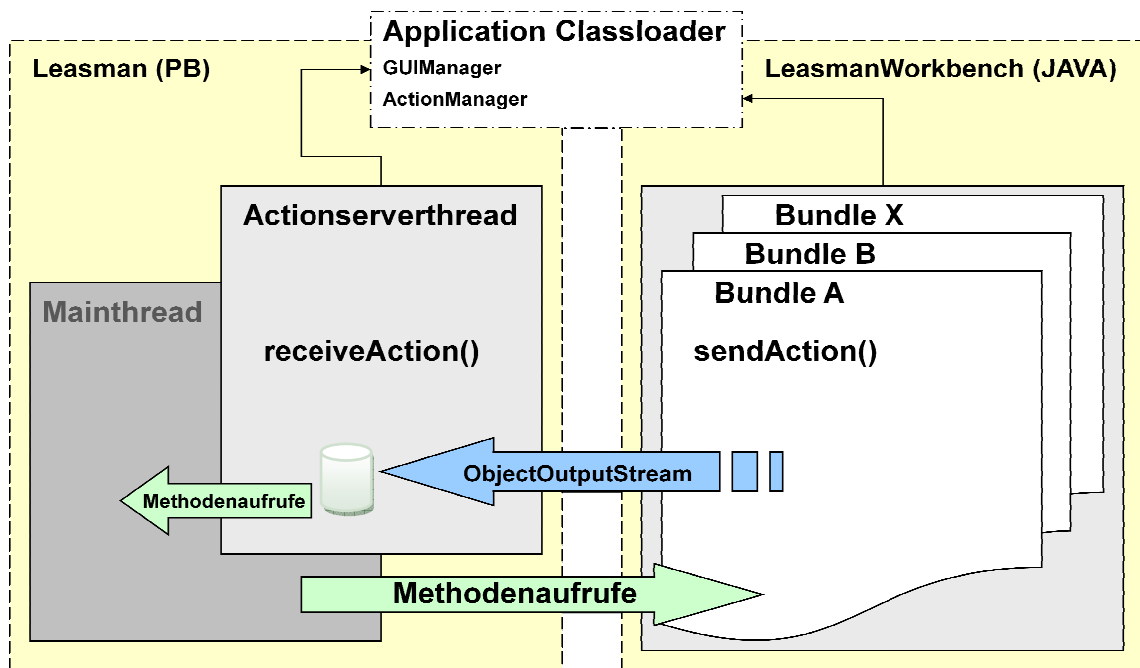 Application Classloader
GUIManager
ActionManager
Leasman (PB)
LeasmanWorkbench (JAVA)
Actionserverthread
Mainthread
receiveAction()
Bundle X
Bundle B
Bundle A
sendAction()
ObjectOutputStream
Methodenaufrufe
Methodenaufrufe